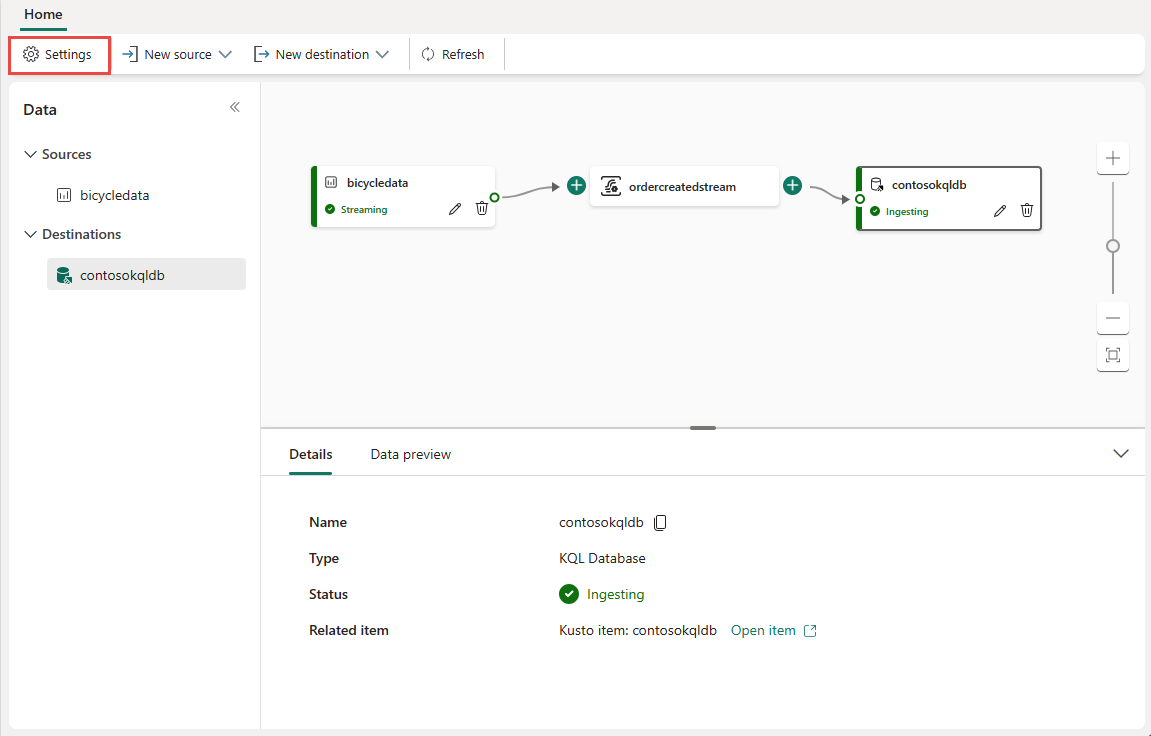 Home
Settings
New source
New destination
Refresh
Data
Sources
bicycledata
Destinations
contosokqldb
bicycledata
Streaming
ordercreatedstream
contosokqldb
Ingesting
Details
Data preview
Name
contosokqldb
Type
KQL Database
Status
Ingesting
Related item
Kusto item: contosokqldb
Open item